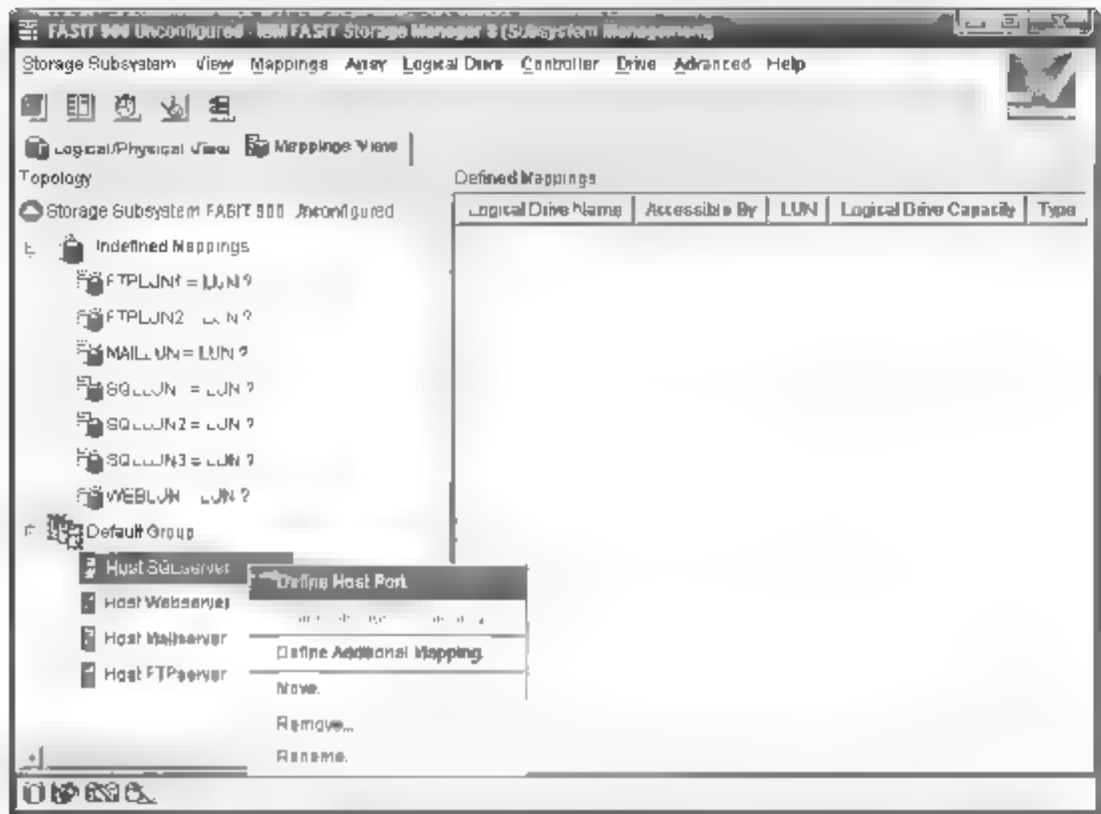 FAStT 900 Unconfigured - IBM FAStT Storage Manager 8 (Subsystem Management)
Storage Subsystem View Mappings Array Logical Drive Controller Drive Advanced Help
Logical/Physical View Mappings View
Topology
Defined Mappings
Storage Subsystem FAStT 900 Unconfigured
Logical Drive Name Accessible By LUN Logical Drive Capacity Type
Undefined Mappings
FTPLUN1 = LUN ?
FTPLUN2 = LUN ?
MAILLUN = LUN ?
SQLLUN = LUN ?
SQLLUN2 = LUN ?
SQLLUN3 = LUN ?
WEBLUN = LUN ?
Default Group
Host SQLserver
Define Host Port
Host Webserver
Host Mailserver
Define Additional Mapping
Host FTPserver
Move.
Remove...
Rename.